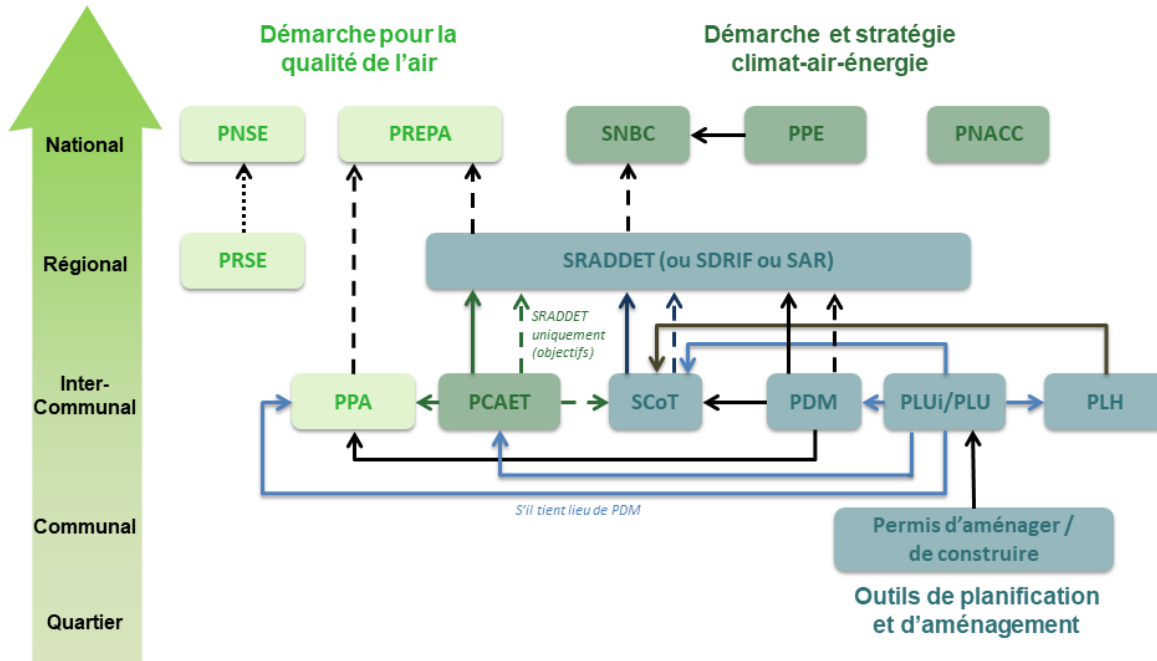 Démarche pour la
qualité de l'air
Démarche et stratégie
climat-air-énergie
National
PNSE
PREPA
SNBC
PPE
PNACC
Régional
PRSE
SRADDET (ou SDRIF ou SAR)
SRADDET
uniquement
(objectifs)
Inter-
Communal
PPA
PCAET
SCoT
PDM
PLUi/PLU
PLH
S'il tient lieu de PDM
Communal
Permis d'aménager /
de construire
Quartier
Outils de planification
et d'aménagement